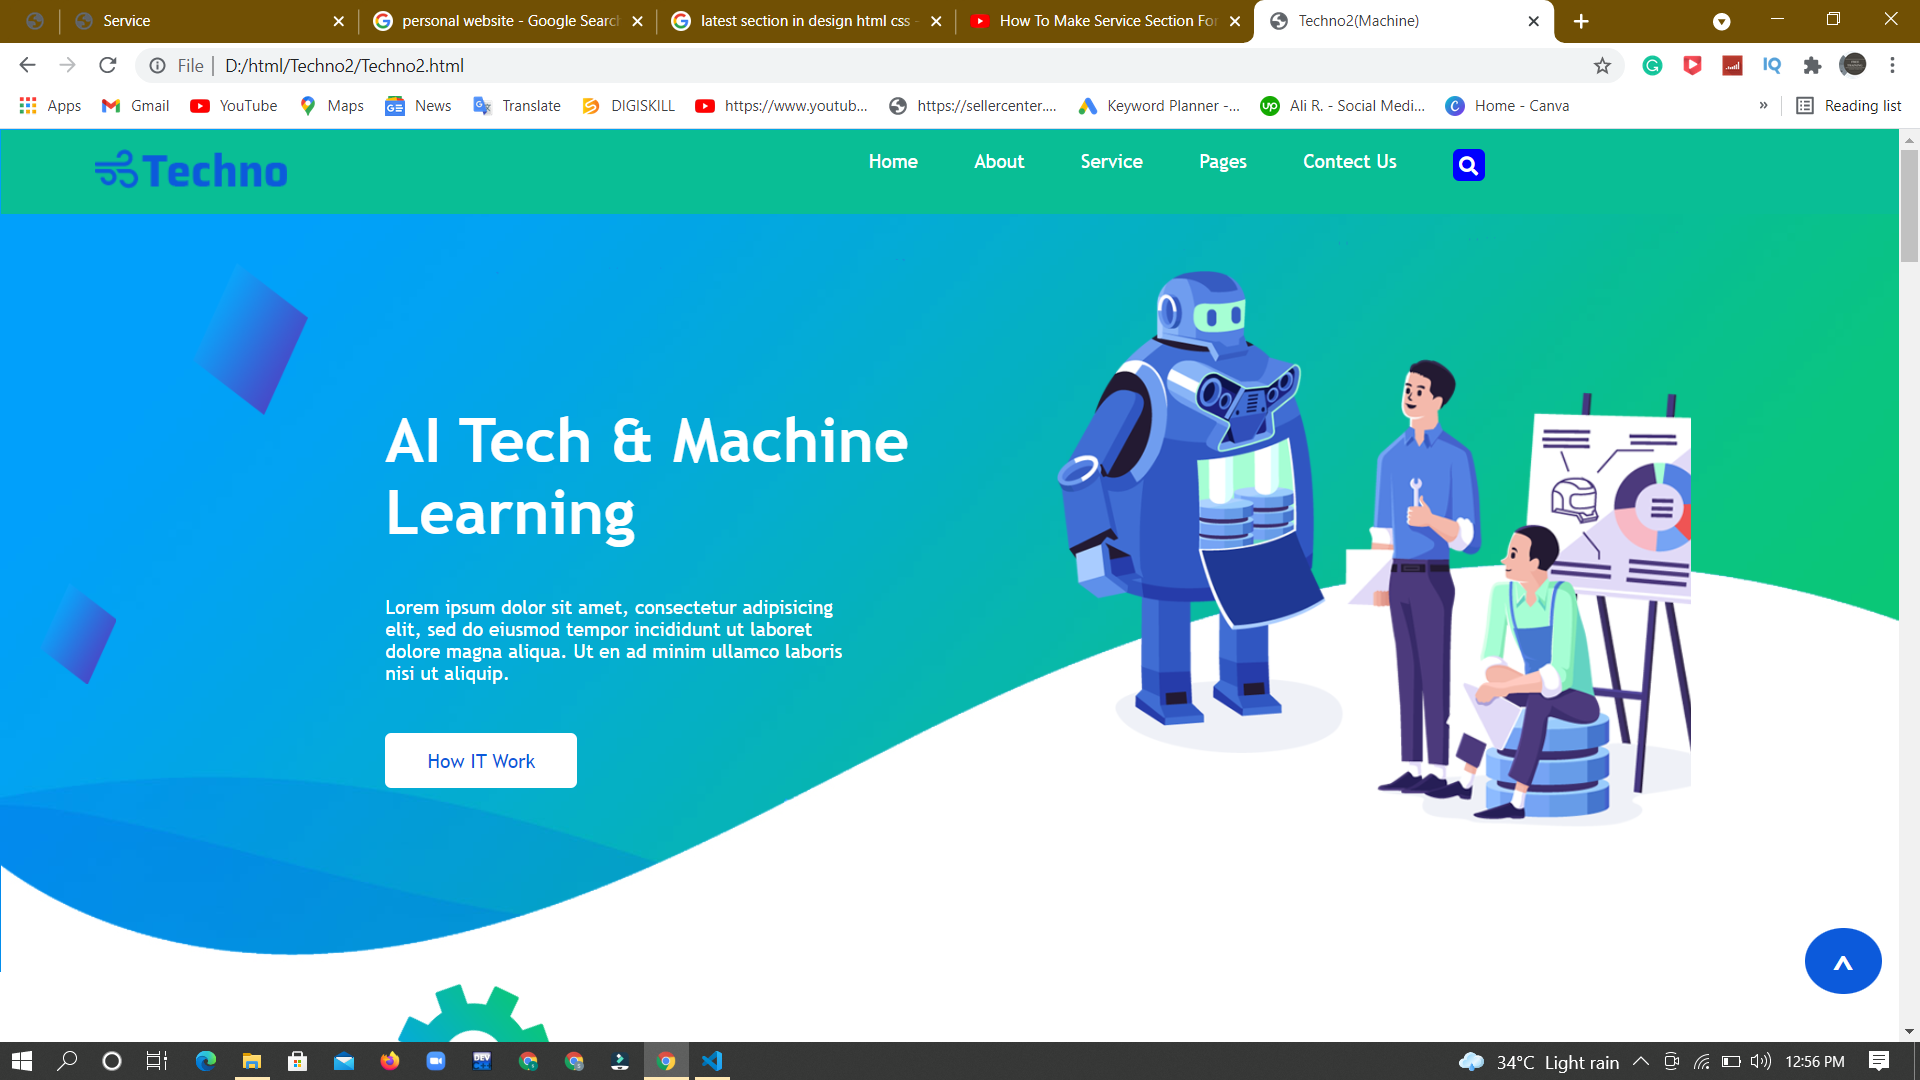 Service
personal website - Google Search
latest section in design html css -
How To Make Service Section For
Techno2(Machine)
File | D:/html/Techno2/Techno2.html
Apps
Gmail
YouTube
Maps
News
Translate
DIGISKILL
https://www.youtub...
https://sellercenter....
Keyword Planner -...
Ali R. - Social Medi...
Home - Canva
»
Reading list
Techno
Home
About
Service
Pages
Contect Us
AI Tech & Machine
Learning
Lorem ipsum dolor sit amet, consectetur adipisicing
elit, sed do eiusmod tempor incididunt ut laboret
dolore magna aliqua. Ut en ad minim ullamco laboris
nisi ut aliquip.
How IT Work
^
34°C Light rain
12:56 PM